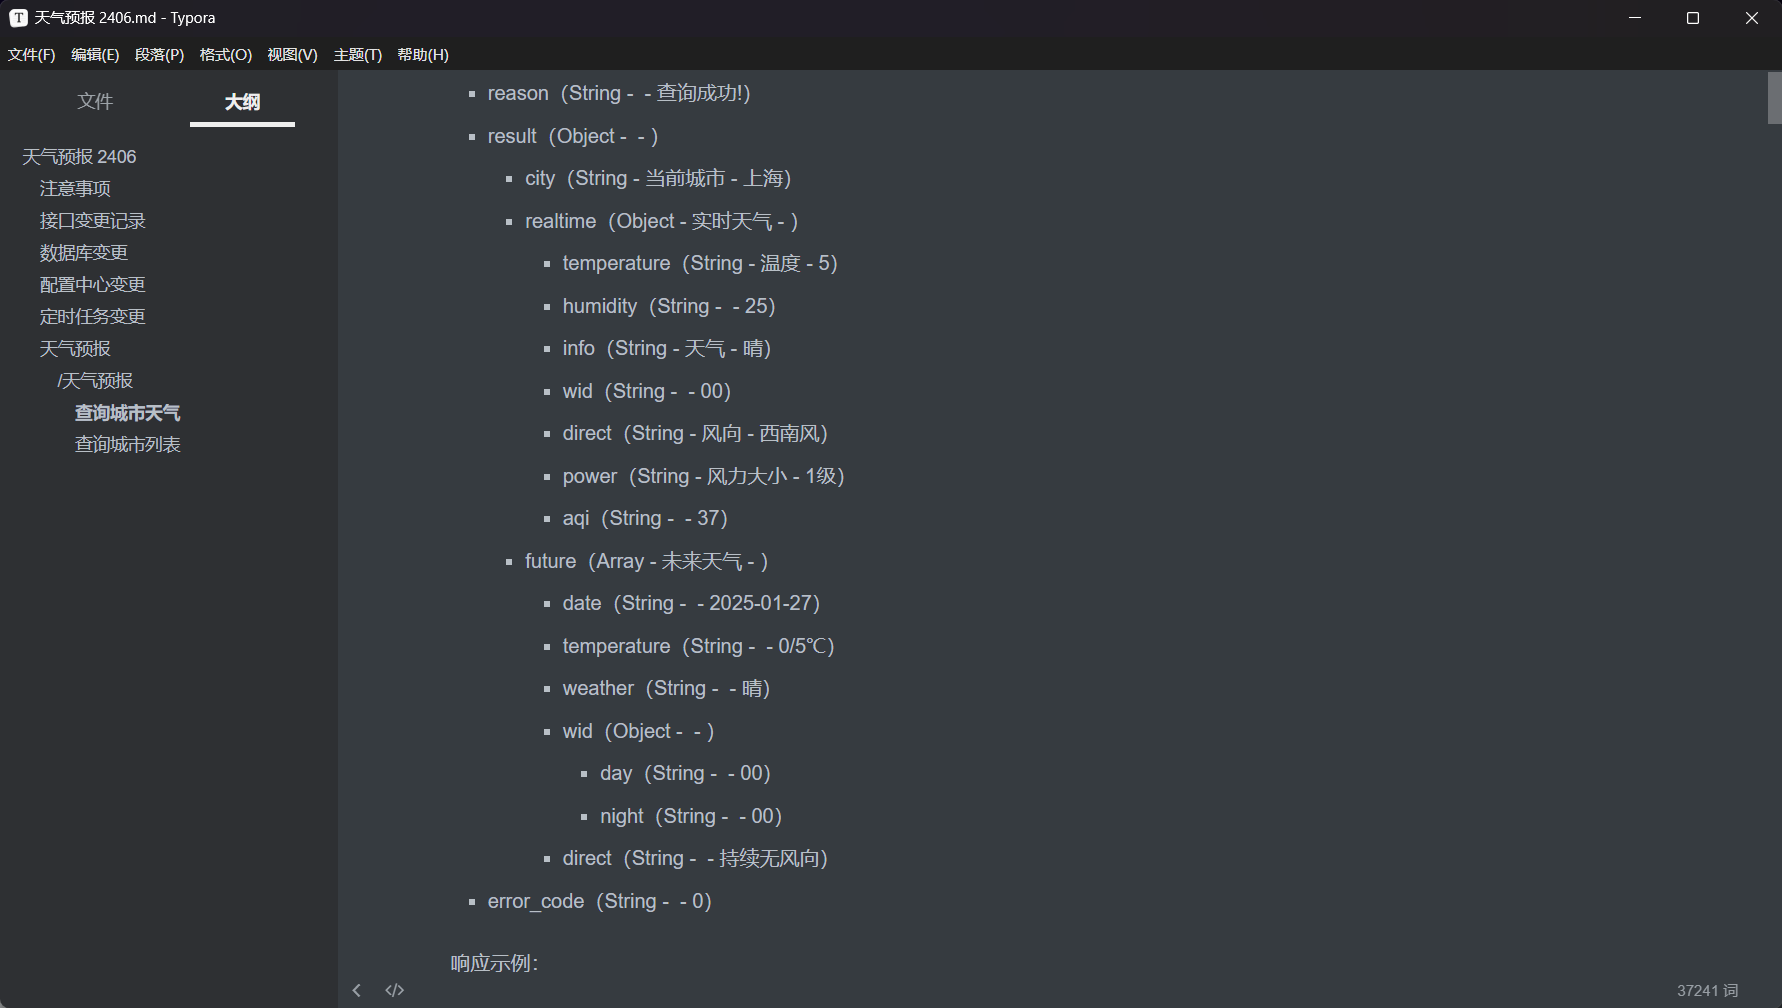 天气预报 2406.md - Typora
文件(F) 编辑(E) 段落(P) 格式(O) 视图(V) 主题(T) 帮助(H)
文件 大纲
天气预报 2406
注意事项
接口变更记录
数据库变更
配置中心变更
定时任务变更
天气预报
/天气预报
查询城市天气
查询城市列表
reason（String - - 查询成功!）
result（Object - - ）
city（String - 当前城市 - 上海）
realtime（Object - 实时天气 - ）
temperature（String - 温度 - 5）
humidity（String - - 25）
info（String - 天气 - 晴）
wid（String - - 00）
direct（String - 风向 - 西南风）
power（String - 风力大小 - 1级）
aqi（String - - 37）
future（Array - 未来天气 - ）
date（String - - 2025-01-27）
temperature（String - - 0/5℃）
weather（String - - 晴）
wid（Object - - ）
day（String - - 00）
night（String - - 00）
direct（String - - 持续无风向）
error_code（String - - 0）
响应示例：
37241 词